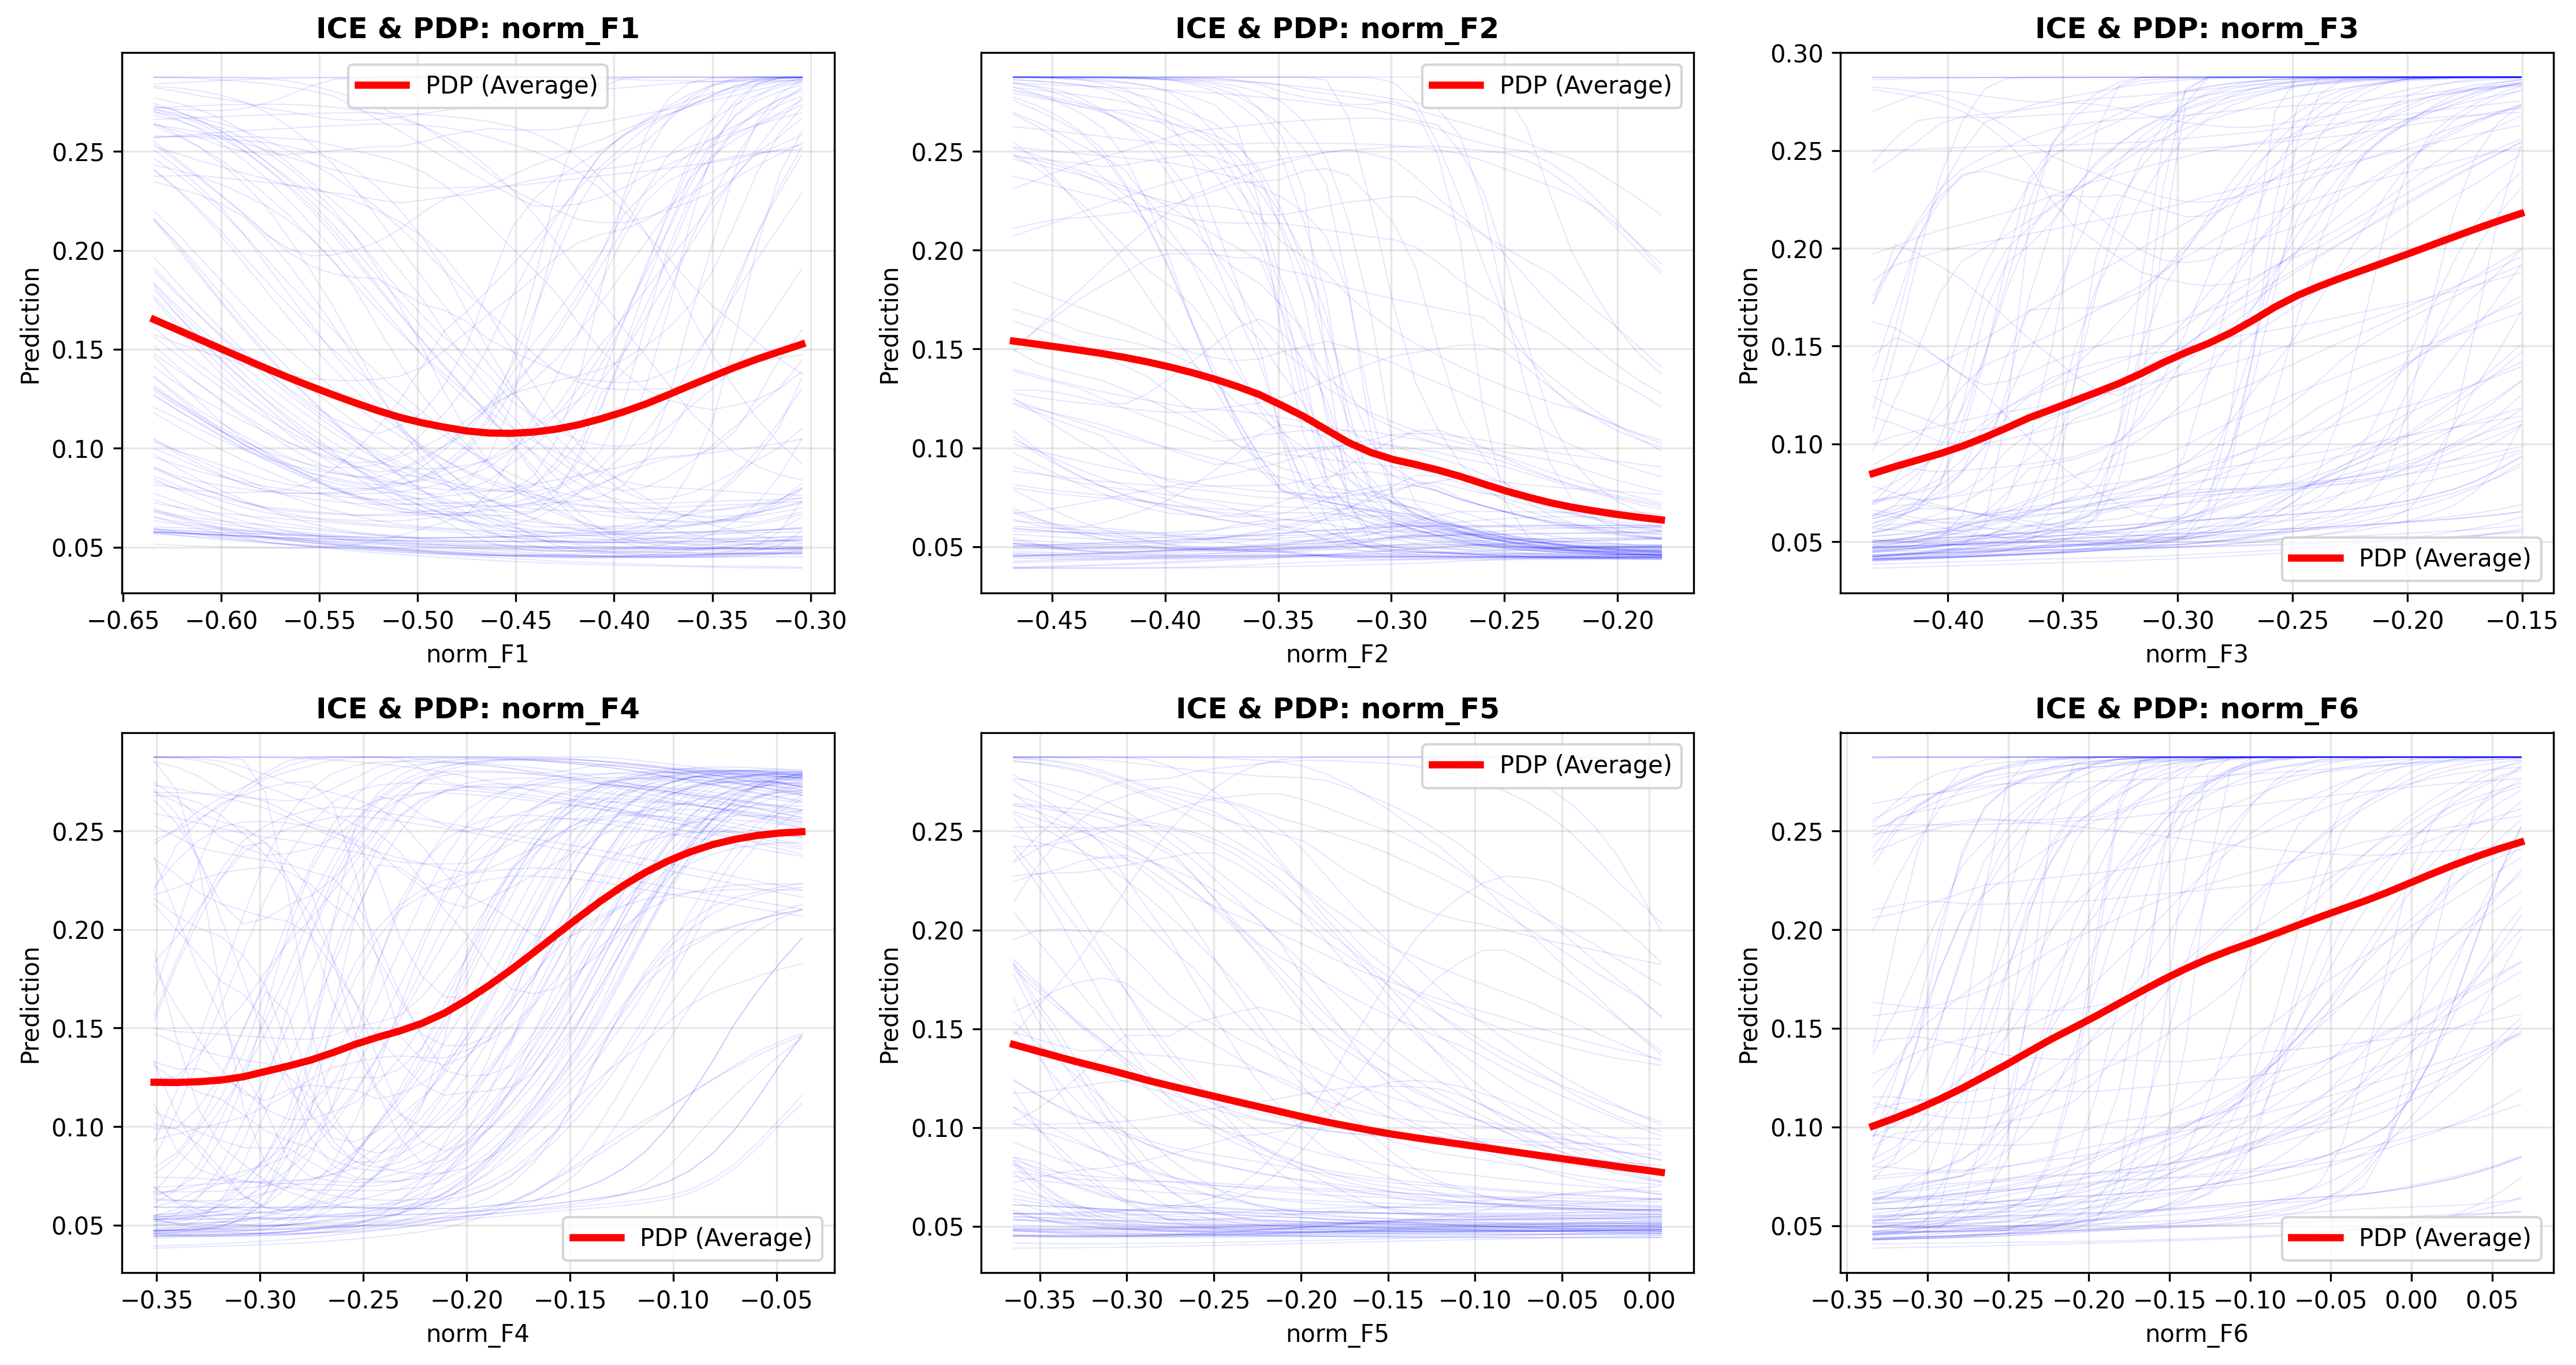 ICE & PDP: norm_F1
PDP (Average)
Prediction
0.25
0.20
0.15
0.10
0.05
−0.65 −0.60 −0.55 −0.50 −0.45 −0.40 −0.35 −0.30
norm_F1
ICE & PDP: norm_F2
PDP (Average)
Prediction
0.25
0.20
0.15
0.10
0.05
−0.45 −0.40 −0.35 −0.30 −0.25 −0.20
norm_F2
ICE & PDP: norm_F3
Prediction
0.30
0.25
0.20
0.15
0.10
0.05
PDP (Average)
−0.40 −0.35 −0.30 −0.25 −0.20 −0.15
norm_F3
ICE & PDP: norm_F4
Prediction
0.25
0.20
0.15
0.10
0.05
PDP (Average)
−0.35 −0.30 −0.25 −0.20 −0.15 −0.10 −0.05
norm_F4
ICE & PDP: norm_F5
PDP (Average)
Prediction
0.25
0.20
0.15
0.10
0.05
−0.35 −0.30 −0.25 −0.20 −0.15 −0.10 −0.05 0.00
norm_F5
ICE & PDP: norm_F6
Prediction
0.25
0.20
0.15
0.10
0.05
PDP (Average)
−0.35 −0.30 −0.25 −0.20 −0.15 −0.10 −0.05 0.00 0.05
norm_F6